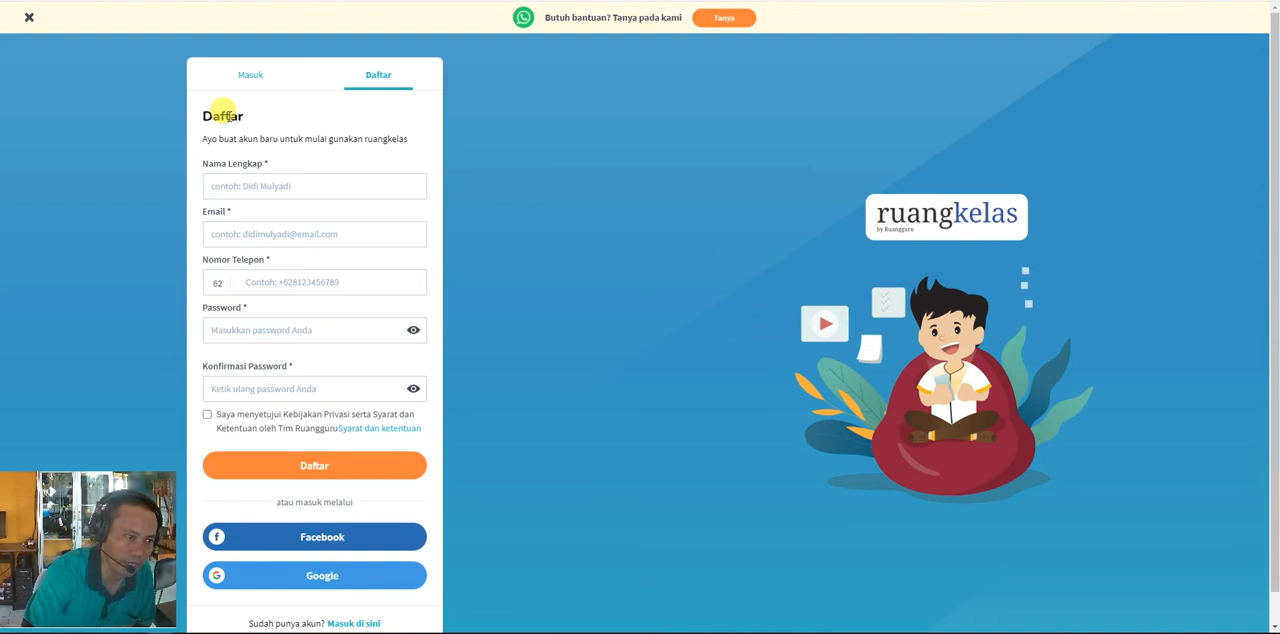 Butuh bantuan? Tanya pada kami
Tanya
Masuk
Daftar
Daftar
Ayo buat akun baru untuk mulai gunakan ruangkelas
Nama Lengkap *
contoh: Didi Mulyadi
Email *
contoh: didimulyadi@email.com
Nomor Telepon *
62
Contoh: +628123456789
Password *
Masukkan password Anda
Konfirmasi Password *
Ketik ulang password Anda
Saya menyetujui Kebijakan Privasi serta Syarat dan
Ketentuan oleh Tim RuangguruSyarat dan ketentuan
Daftar
atau masuk melalui
Facebook
Google
Sudah punya akun? Masuk di sini
ruangkelas
by Ruangguru